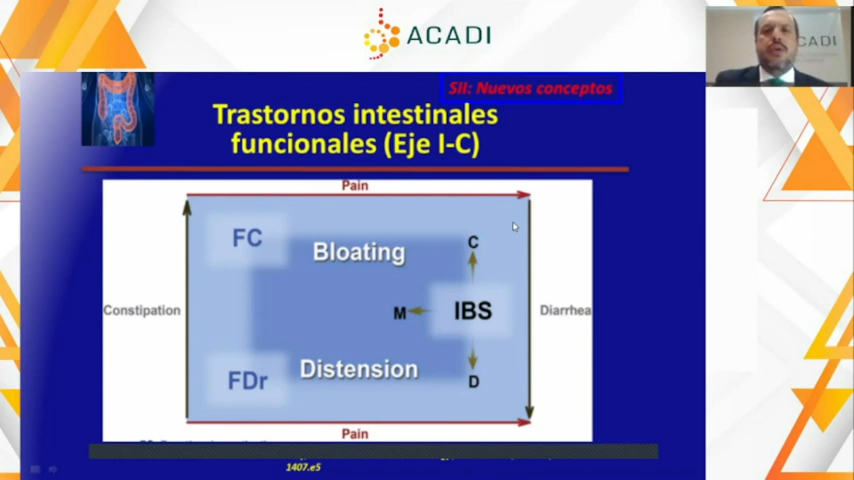 ACADI
CADI
SII: Nuevos conceptos
Trastornos intestinales
funcionales (Eje I-C)
Pain
FC
Bloating
C
Constipation
M
IBS
Diarrhea
FDr
Distension
D
Pain
1407.e5